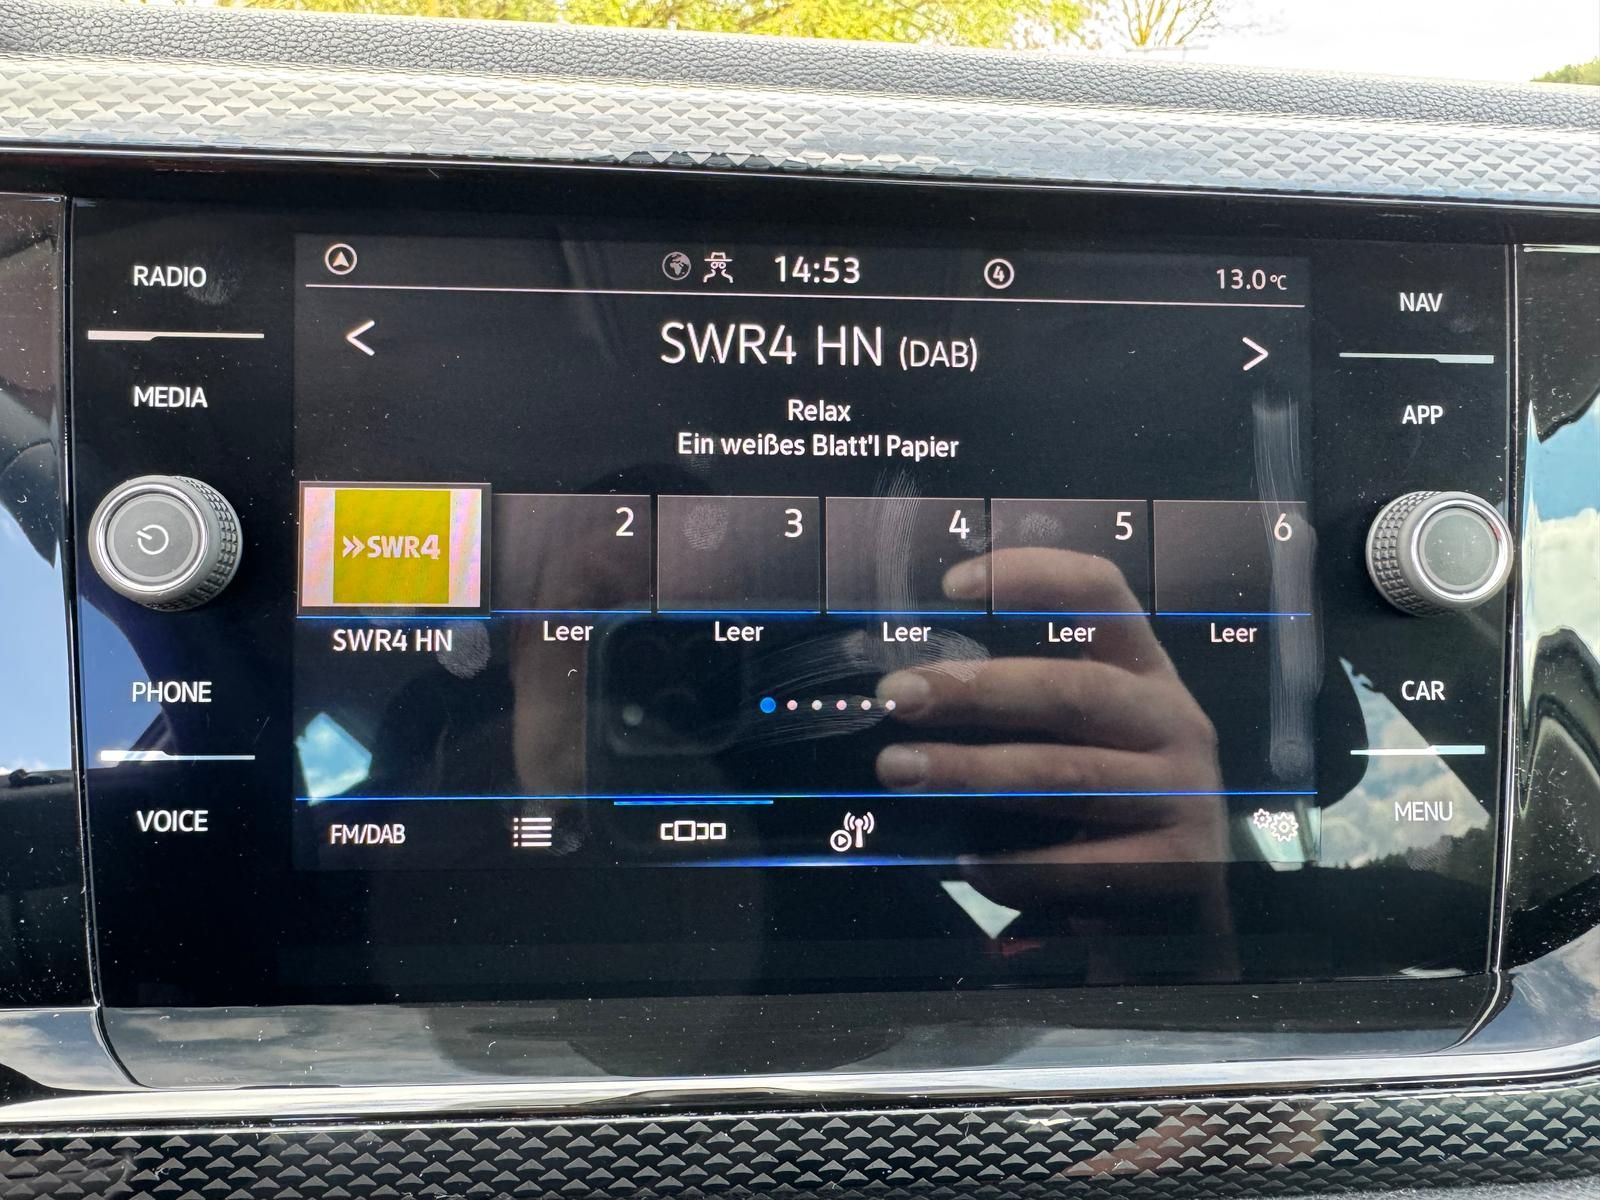 RADIO
MEDIA
PHONE
VOICE
14:53
4
13.0°C
< SWR4 HN (DAB) >
Relax
Ein weißes Blatt'l Papier
SWR4
2
3
4
5
6
SWR4 HN
Leer
Leer
Leer
Leer
Leer
FM/DAB
NAV
APP
CAR
MENU